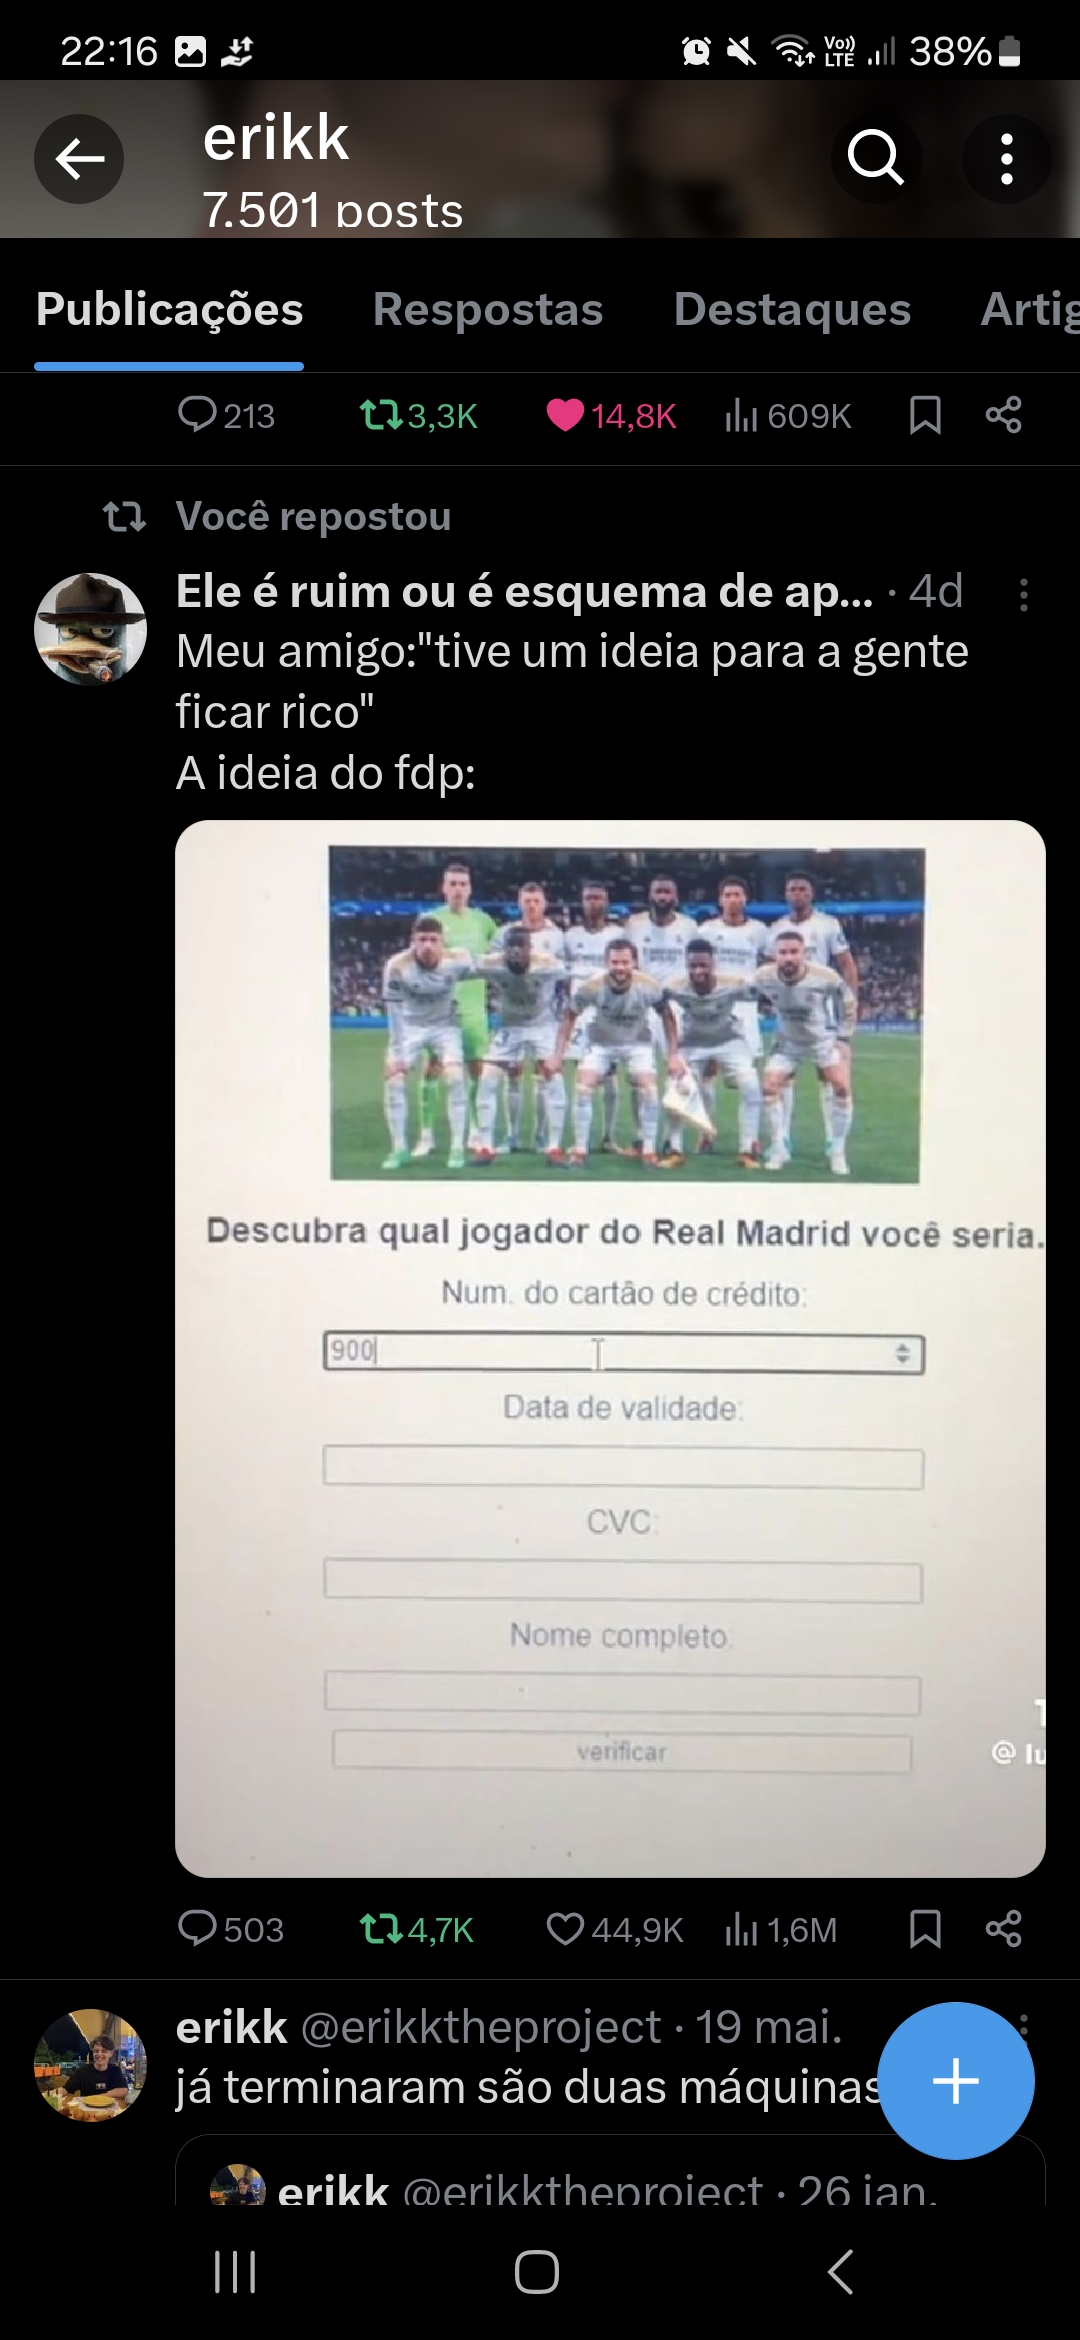 22:16
Vo))
LTE
38%
erikk
7.501 posts
Publicações Respostas Destaques Artig
213 3,3K 14,8K 609K
Você repostou
Ele é ruim ou é esquema de ap... · 4d
Meu amigo:"tive um ideia para a gente
ficar rico"
A ideia do fdp:
Descubra qual jogador do Real Madrid você seria.
Num. do cartão de crédito:
900
Data de validade:
CVC:
Nome completo:
verificar
@ lu
503 4,7K 44,9K 1,6M
erikk @erikktheproject · 19 mai.
já terminaram são duas máquinas
erikk @erikktheproject · 26 jan.